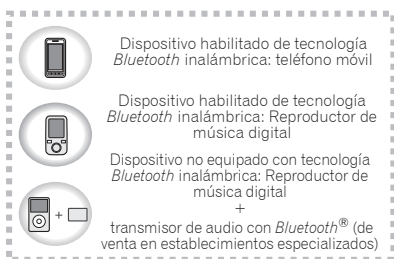 Dispositivo habilitado de tecnología
Bluetooth inalámbrica: teléfono móvil
Dispositivo habilitado de tecnología
Bluetooth inalámbrica: Reproductor de
música digital
Dispositivo no equipado con tecnología
Bluetooth inalámbrica: Reproductor de
música digital
+
+
transmisor de audio con Bluetooth® (de
venta en establecimientos especializados)